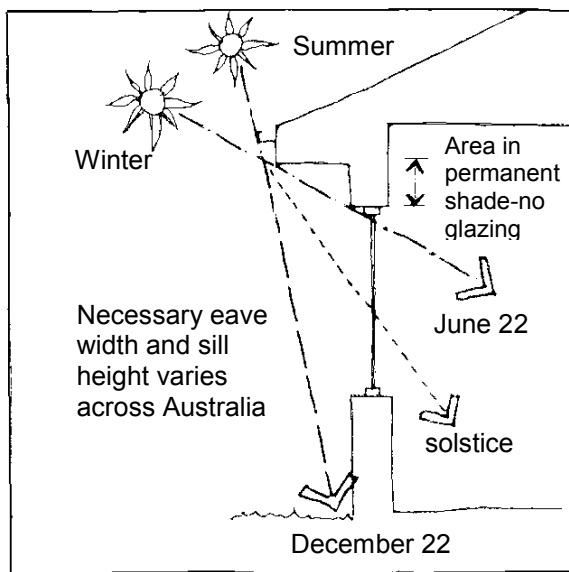 Summer
Winter
Area in
permanent
shade-no
glazing
June 22
Necessary eave
width and sill
height varies
across Australia
solstice
December 22